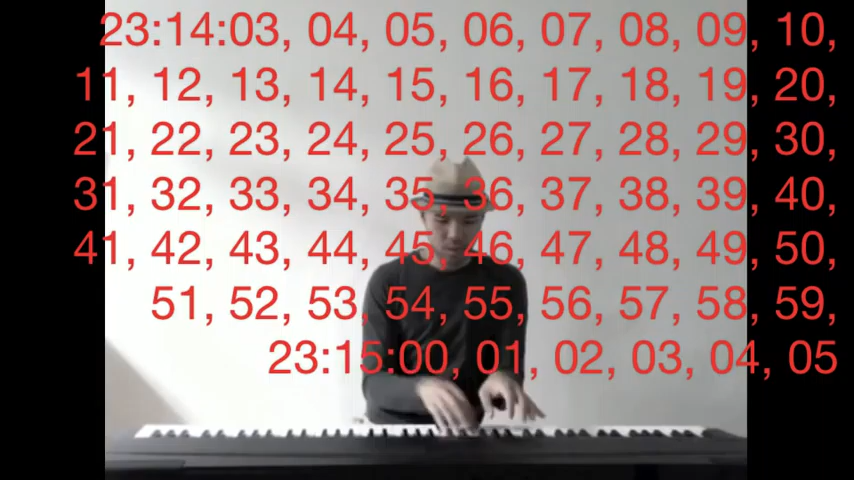 23:14:03, 04, 05, 06, 07, 08, 09, 10,
11, 12, 13, 14, 15, 16, 17, 18, 19, 20,
21, 22, 23, 24, 25, 26, 27, 28, 29, 30,
31, 32, 33, 34, 35, 36, 37, 38, 39, 40,
41, 42, 43, 44, 45, 46, 47, 48, 49, 50,
51, 52, 53, 54, 55, 56, 57, 58, 59,
23:15:00, 01, 02, 03, 04, 05